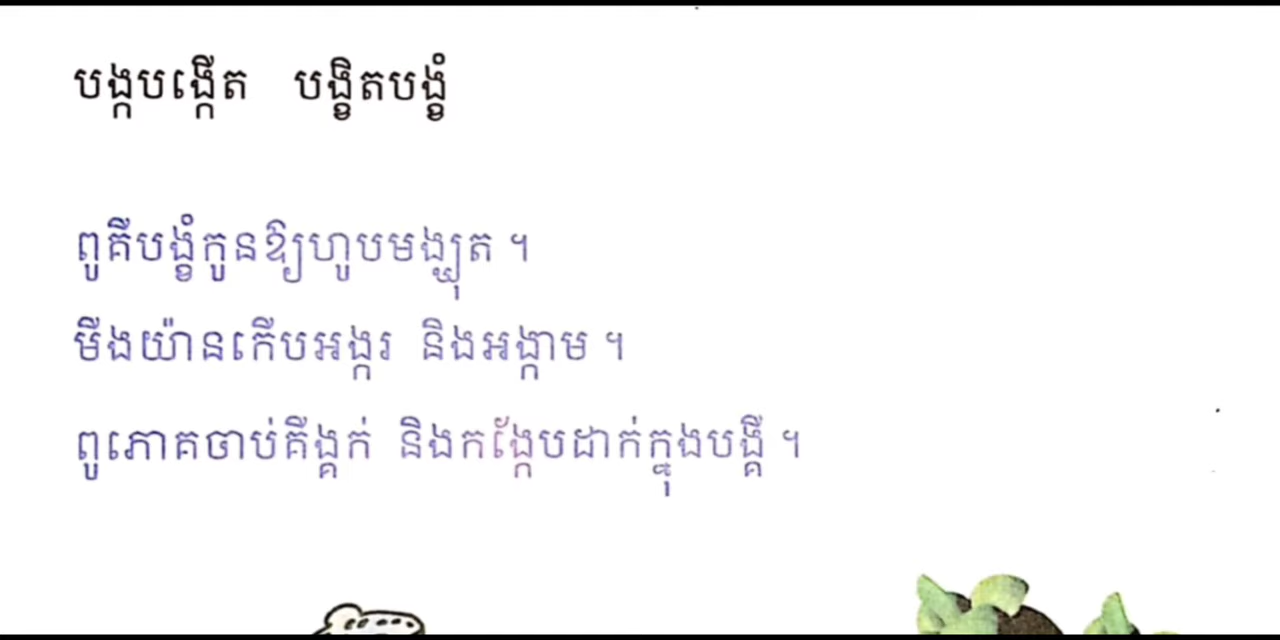 បង្កបង្កើត បង្ខិតបង្ខំ
ពូគីបង្ខំកូនឱ្យហូបមង្ឃុត ។
មីងយ៉ានកើបអង្ករ និងអង្កាម ។
ពូភោគចាប់គីង្គក់ និងកង្កែបដាក់ក្នុងបង្គី ។